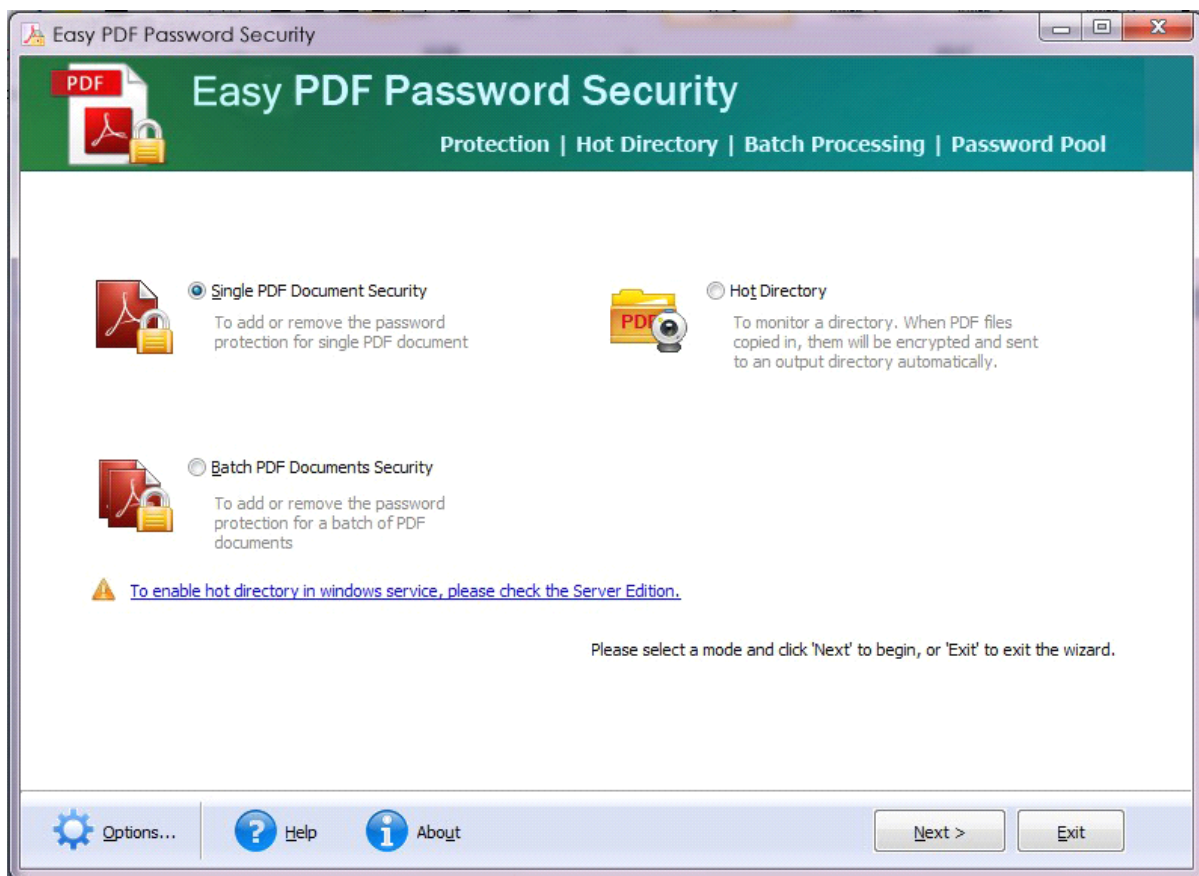 Easy PDF Password Security
PDF
Easy PDF Password Security
Protection | Hot Directory | Batch Processing | Password Pool
Single PDF Document Security
To add or remove the password
protection for single PDF document
PDF
Hot Directory
To monitor a directory. When PDF files
copied in, them will be encrypted and sent
to an output directory automatically.
Batch PDF Documents Security
To add or remove the password
protection for a batch of PDF
documents
To enable hot directory in windows service, please check the Server Edition.
Please select a mode and click 'Next' to begin, or 'Exit' to exit the wizard.
Options...
Help
About
Next >
Exit